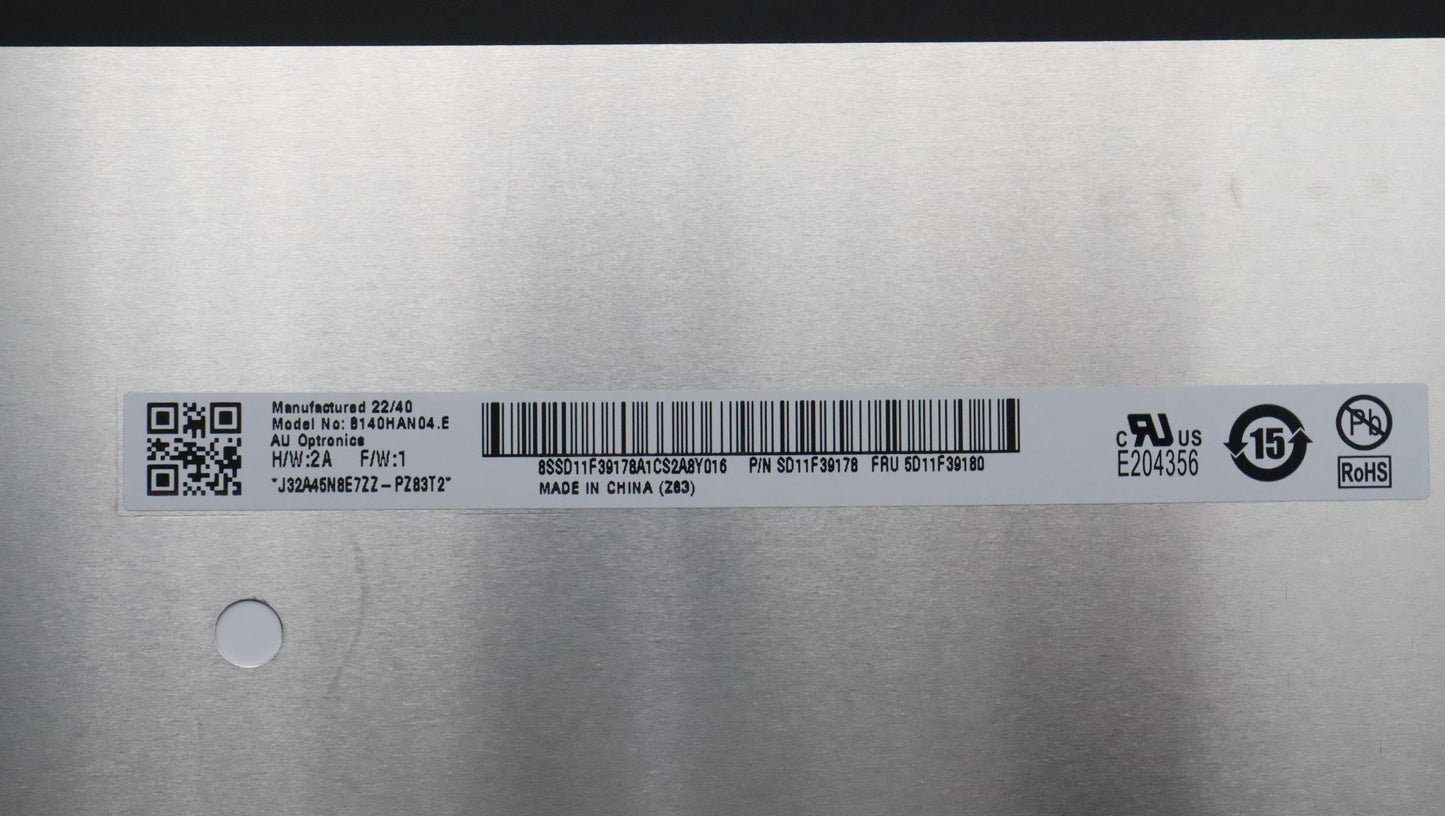 Manufactured 22/40
Model No: B140HAN04.E
AU Optronics
H/W:2A F/W:1
"J32A45N8E7ZZ-PZ83T2"
8SSD11F39178A1CS2A8Y016 P/N SD11F39178 FRU 5D11F39180
MADE IN CHINA (Z83)
C RU US
E204356
15
Pb
RoHS